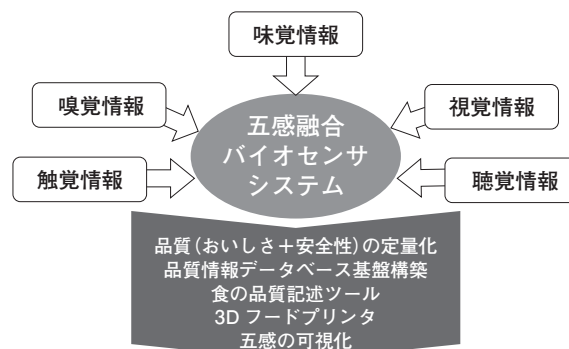 味覚情報
嗅覚情報
視覚情報
触覚情報
聴覚情報
五感融合
バイオセンサ
システム
品質（おいしさ＋安全性）の定量化
品質情報データベース基盤構築
食の品質記述ツール
3D フードプリンタ
五感の可視化